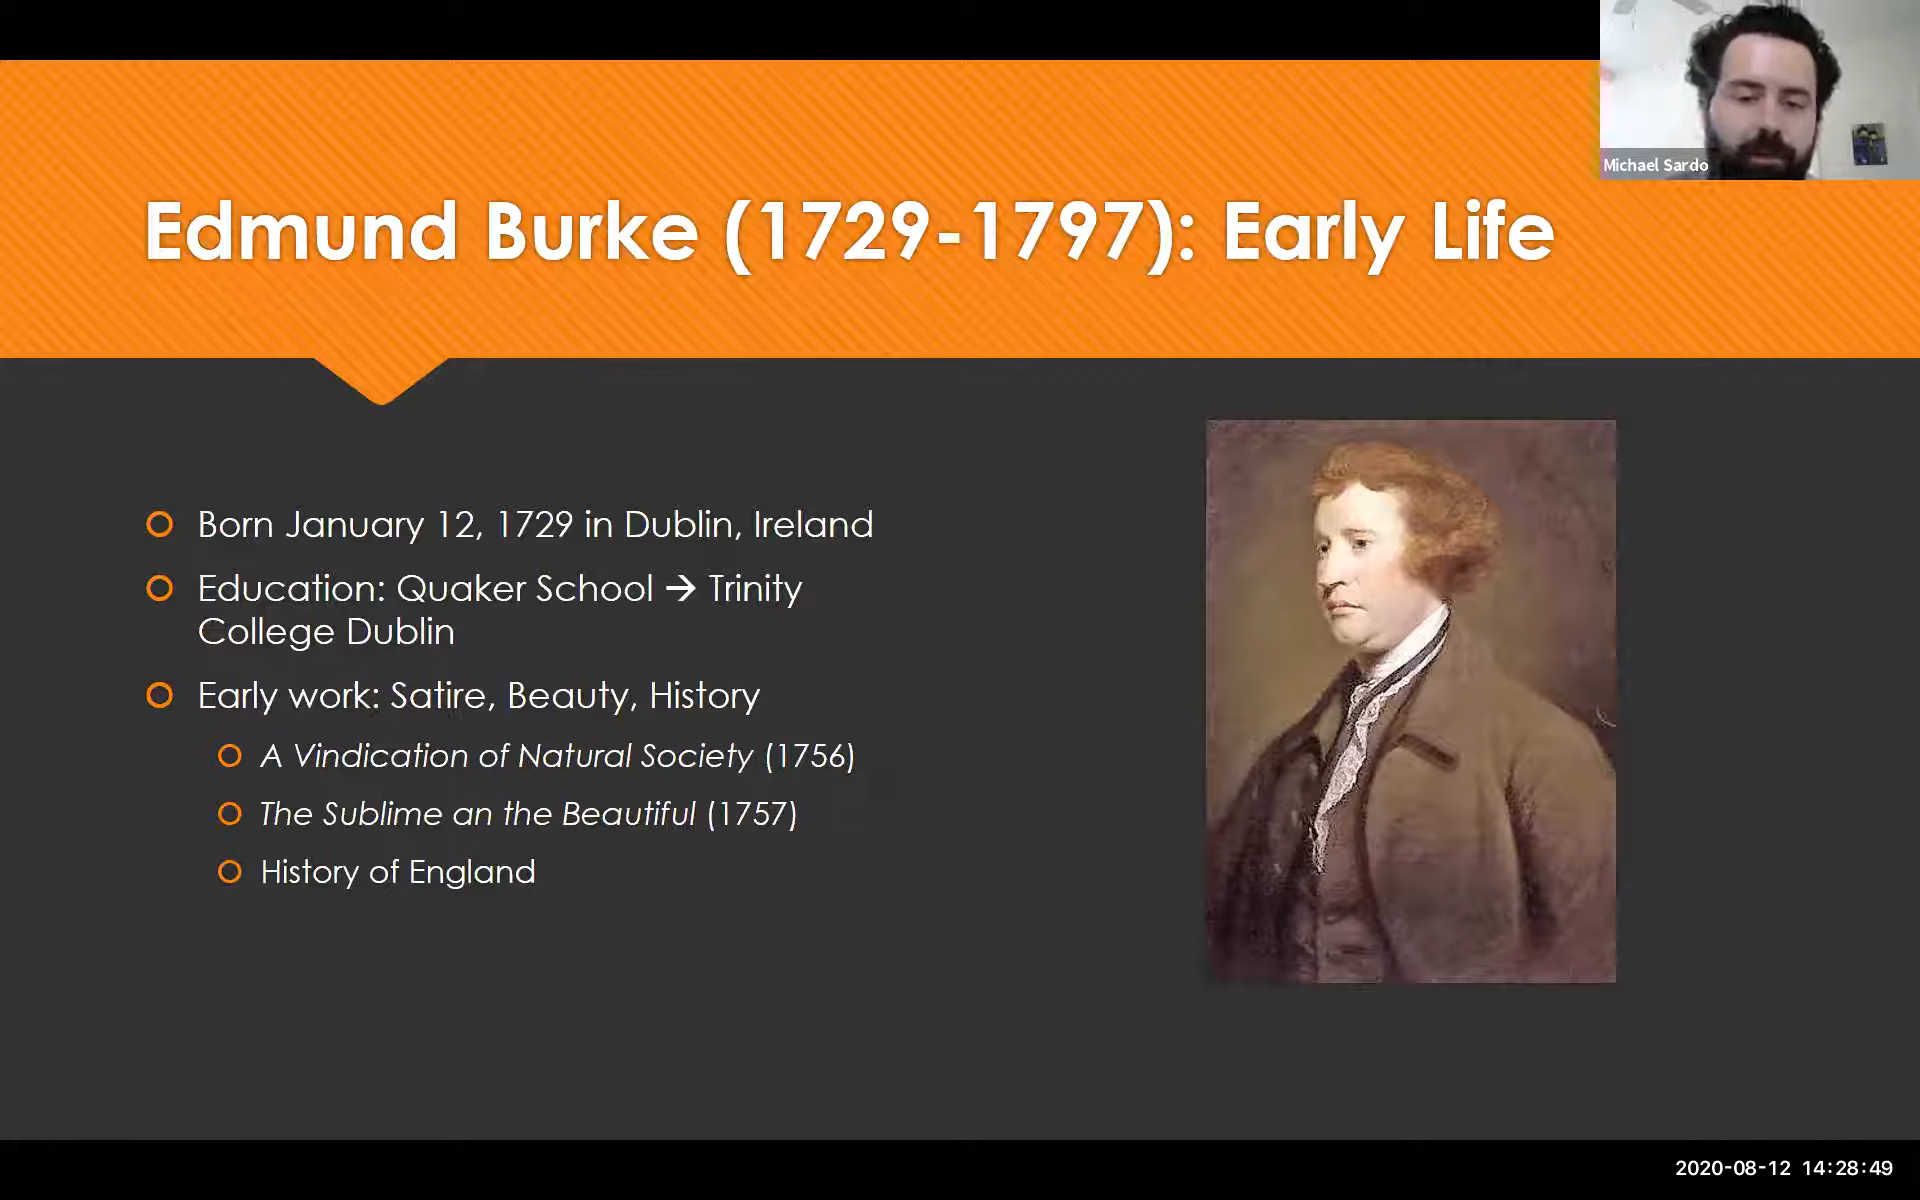 Michael Sardo
Edmund Burke (1729-1797): Early Life
Born January 12, 1729 in Dublin, Ireland
Education: Quaker School → Trinity
College Dublin
Early work: Satire, Beauty, History
A Vindication of Natural Society (1756)
The Sublime an the Beautiful (1757)
History of England
2020-08-12 14:28:49